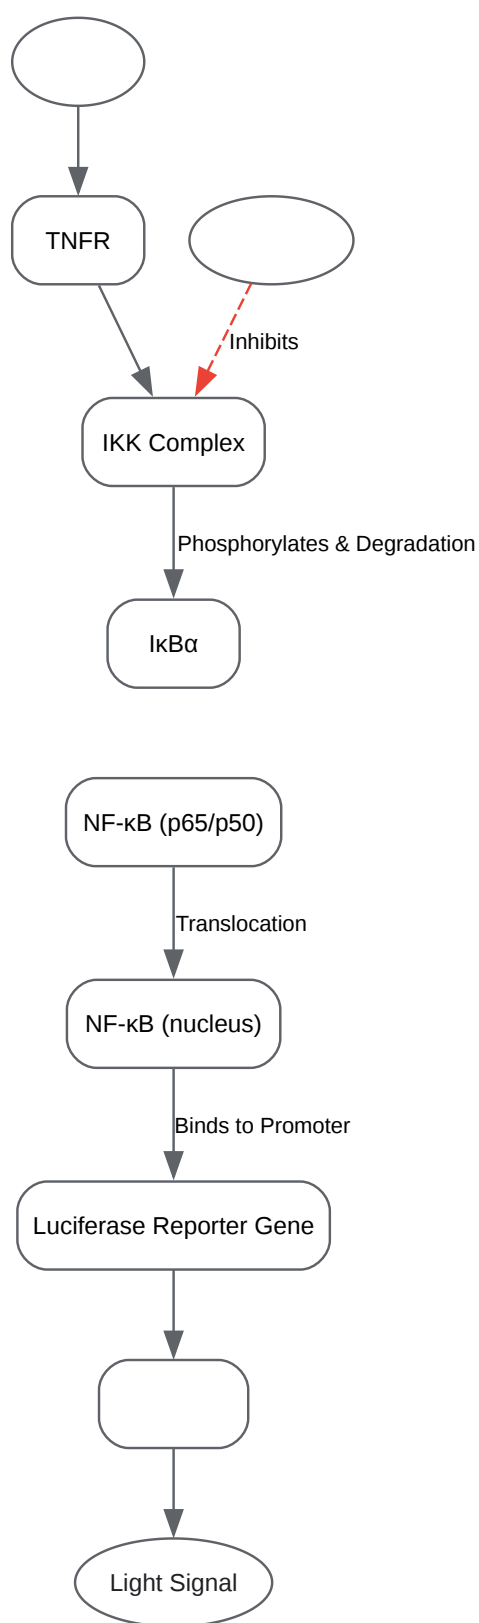 TNFR
Inhibits
IKK Complex
Phosphorylates & Degradation
IκBα
NF-κB (p65/p50)
Translocation
NF-κB (nucleus)
Binds to Promoter
Luciferase Reporter Gene
Light Signal